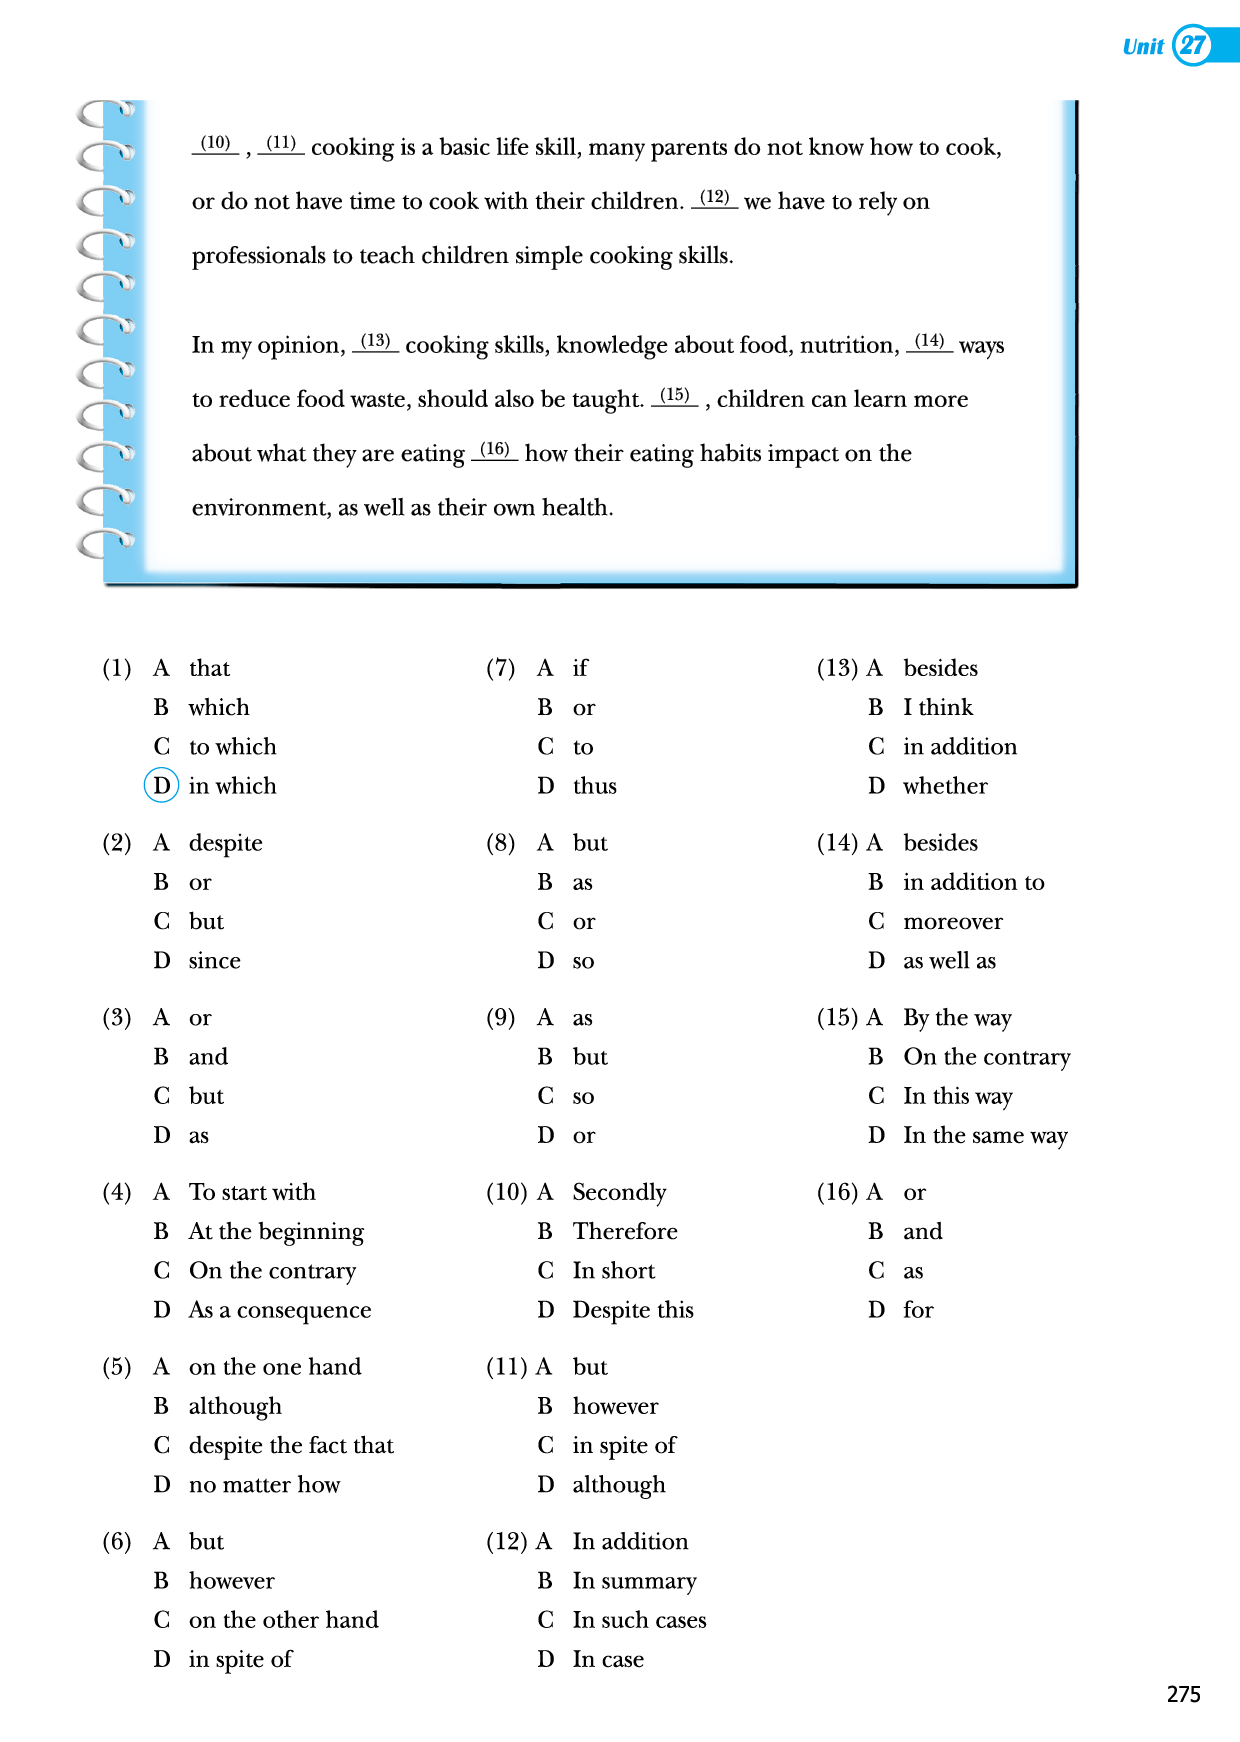 Unit 27
(10) , (11) cooking is a basic life skill, many parents do not know how to cook,
or do not have time to cook with their children. (12) we have to rely on
professionals to teach children simple cooking skills.
In my opinion, (13) cooking skills, knowledge about food, nutrition, (14) ways
to reduce food waste, should also be taught. (15) , children can learn more
about what they are eating (16) how their eating habits impact on the
environment, as well as their own health.
(1) A that
B which
C to which
D in which
(2) A despite
B or
C but
D since
(3) A or
B and
C but
D as
(4) A To start with
B At the beginning
C On the contrary
D As a consequence
(5) A on the one hand
B although
C despite the fact that
D no matter how
(6) A but
B however
C on the other hand
D in spite of
(7) A if
B or
C to
D thus
(8) A but
B as
C or
D so
(9) A as
B but
C so
D or
(10) A Secondly
B Therefore
C In short
D Despite this
(11) A but
B however
C in spite of
D although
(12) A In addition
B In summary
C In such cases
D In case
(13) A besides
B I think
C in addition
D whether
(14) A besides
B in addition to
C moreover
D as well as
(15) A By the way
B On the contrary
C In this way
D In the same way
(16) A or
B and
C as
D for
275